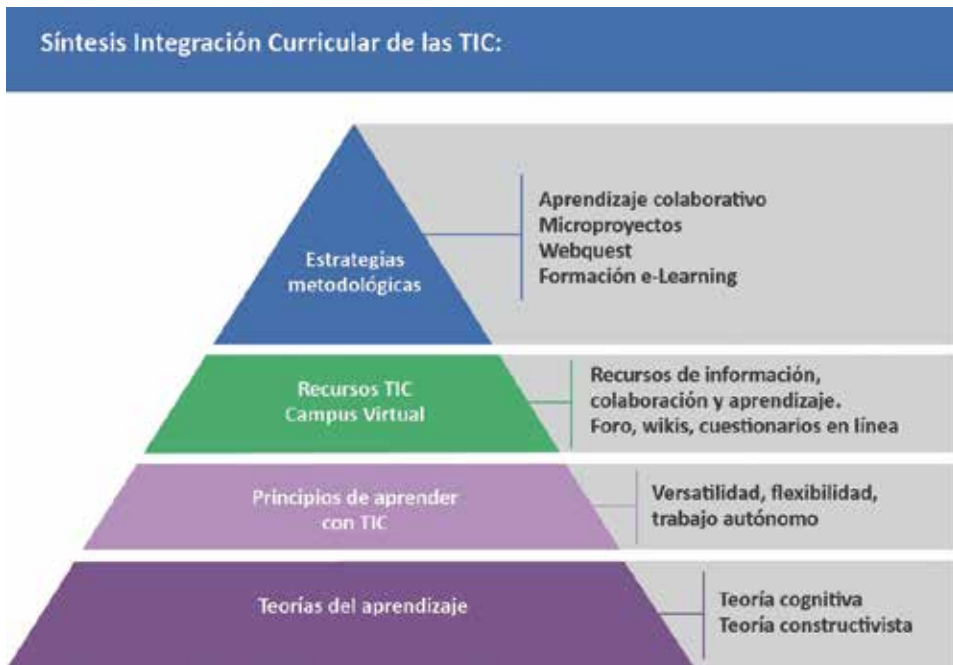 Síntesis Integración Curricular de las TIC:
Estrategias
metodológicas
Aprendizaje colaborativo
Microproyectos
Webquest
Formación e-Learning
Recursos TIC
Campus Virtual
Recursos de información,
colaboración y aprendizaje.
Foro, wikis, cuestionarios en línea
Principios de aprender
con TIC
Versatilidad, flexibilidad,
trabajo autónomo
Teorías del aprendizaje
Teoría cognitiva
Teoría constructivista